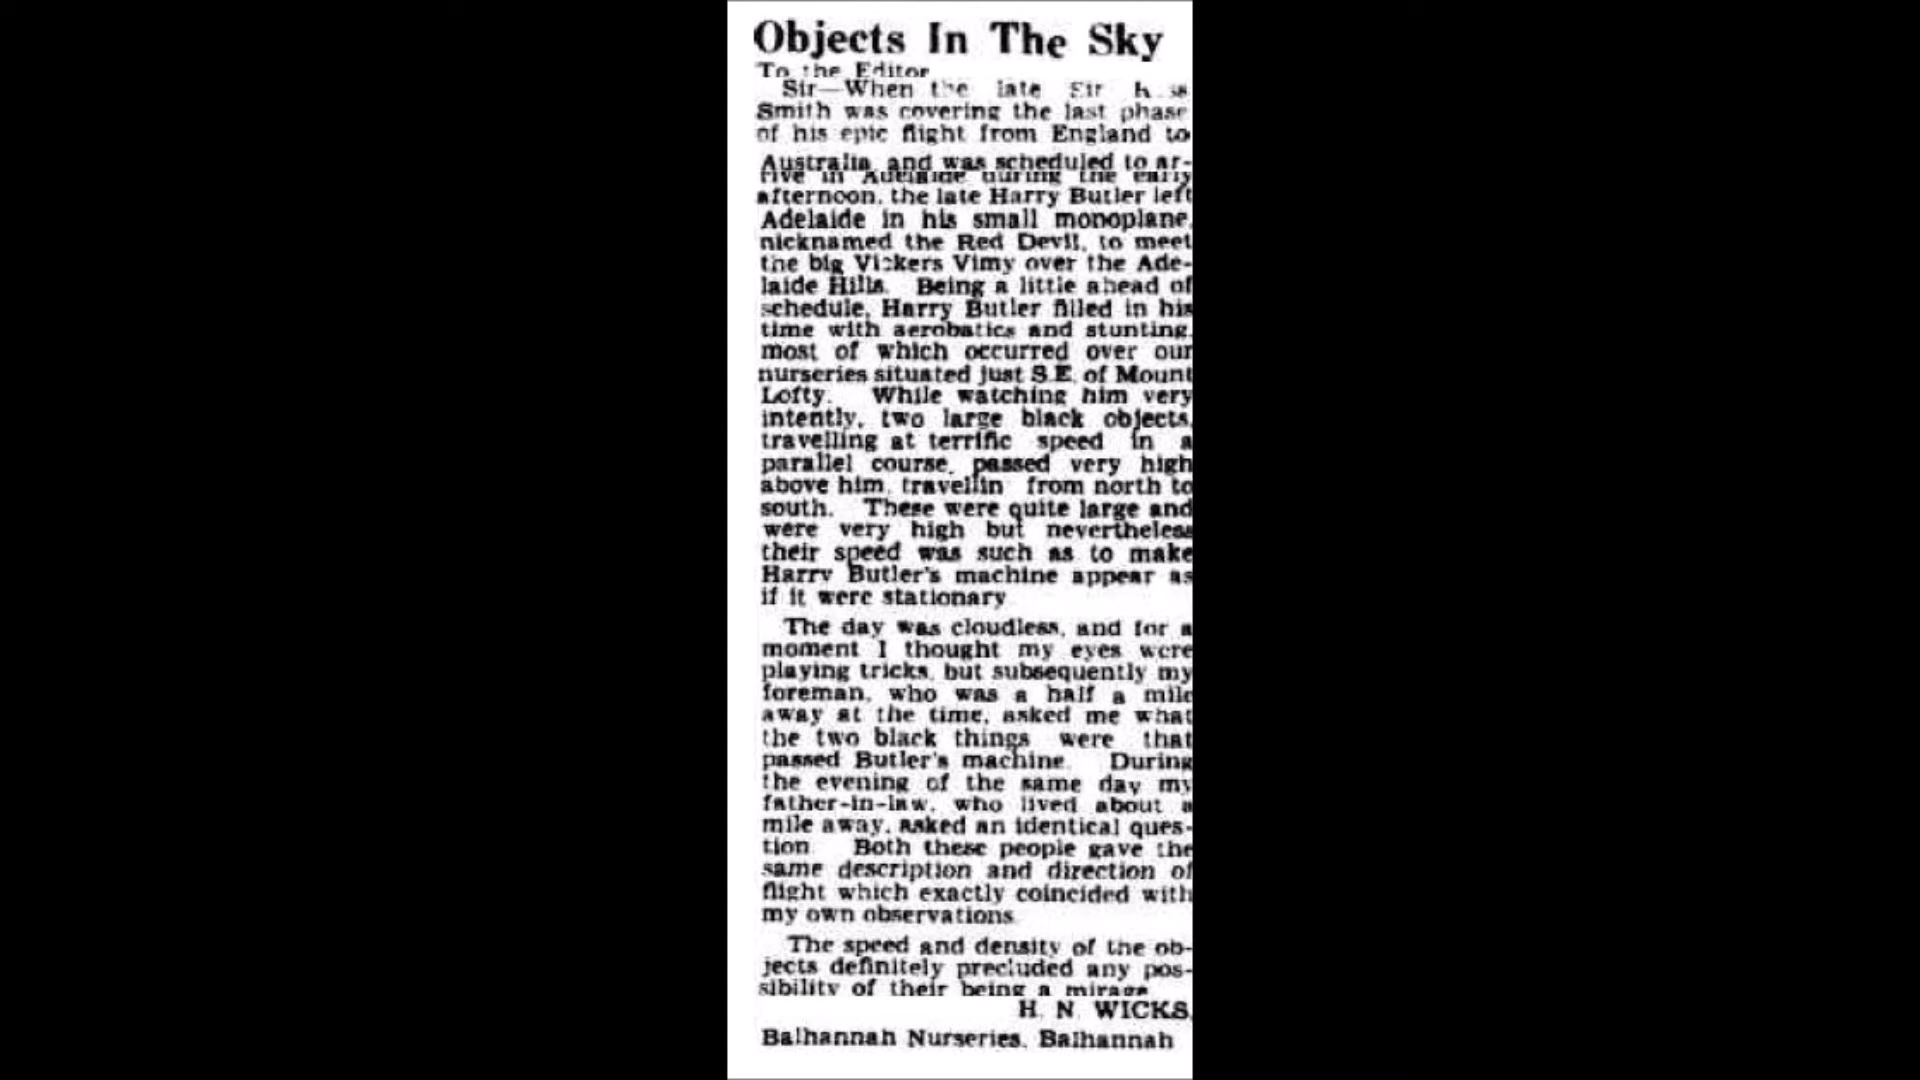 Objects In The Sky
To the Editor
Sir—When the late Sir
Smith was covering the last phase
of his epic flight from England to
Australia, and was scheduled to ar-
rive in Adelaide during the early
afternoon, the late Harry Butler left
Adelaide in his small monoplane,
nicknamed the Red Devil, to meet
the big Vickers Vimy over the Ade-
laide Hills. Being a little ahead of
schedule, Harry Butler filled in his
time with aerobatics and stunting,
most of which occurred over our
nurseries situated just S.E. of Mount
Lofty. While watching him very
intently, two large black objects,
travelling at terrific speed in a
parallel course, passed very high
above him, travellin from north to
south. These were quite large and
were very high but nevertheless
their speed was such as to make
Harry Butler's machine appear as
if it were stationary
The day was cloudless, and for a
moment I thought my eyes were
playing tricks, but subsequently my
foreman, who was a half a mile
away at the time, asked me what
the two black things were that
passed Butler's machine. During
the evening of the same day my
father-in-law, who lived about a
mile away, asked an identical ques-
tion. Both these people gave the
same description and direction of
flight which exactly coincided with
my own observations.
The speed and density of the ob-
jects definitely precluded any pos-
sibility of their being a mirage
H. N. WICKS,
Balhannah Nurseries, Balhannah